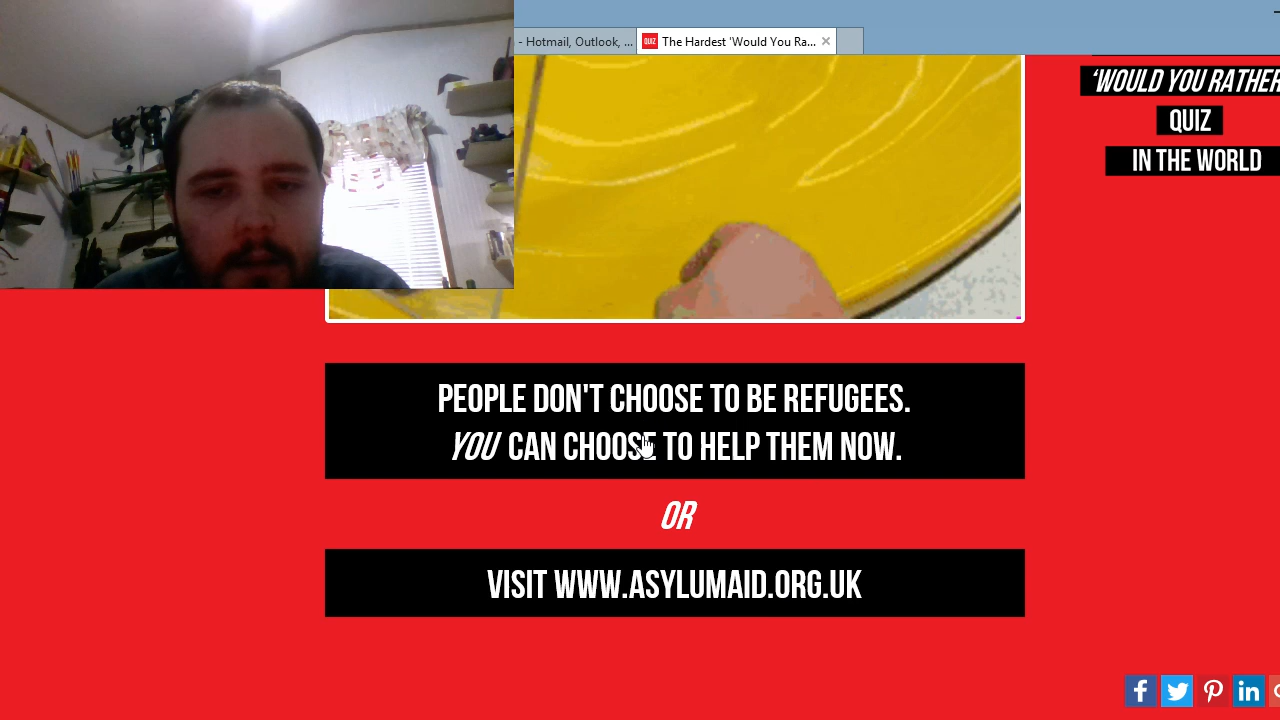 - Hotmail, Outlook, ...
QUIZ
The Hardest 'Would You Ra...
‘WOULD YOU RATHER
QUIZ
IN THE WORLD
PEOPLE DON'T CHOOSE TO BE REFUGEES.
YOU CAN CHOOSE TO HELP THEM NOW.
OR
VISIT WWW.ASYLUMAID.ORG.UK